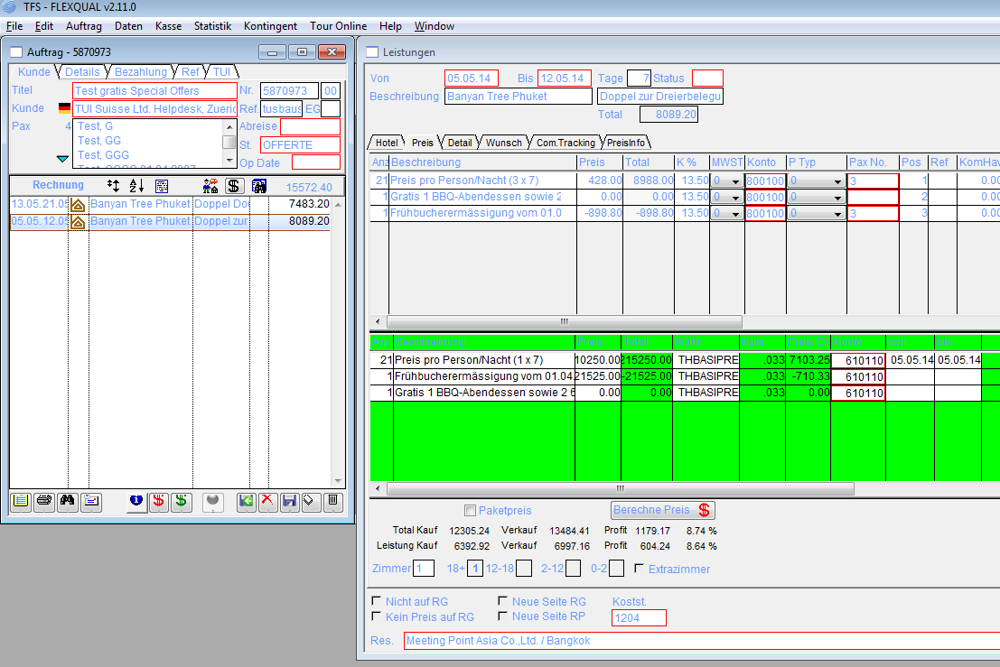 TFS - FLEXQUAL v2.11.0
File Edit Auftrag Daten Kasse Statistik Kontingent Tour Online Help Window
Auftrag - 5870973
Kunde Details Bezahlung Ref TUI
Titel Test gratis Special Offers Nr. 5870973 00
Kunde TUI Suisse Ltd. Helpdesk, Zueric Ref. tusbaus EG
Pax 4 Test, G Abreise
Test, GG St. OFFERTE
Test, GGG Op Date
Rechnung 15572.40
13.05.21.05 Banyan Tree Phuket Doppel Do 7483.20
05.05.12.05 Banyan Tree Phuket Doppel zur 8089.20
Leistungen
Von 05.05.14 Bis 12.05.14 Tage 7 Status
Beschreibung Banyan Tree Phuket Doppel zur Dreierbelegu
Total 8089.20
Hotel Preis Detail Wunsch Com.Tracking PreisInfo
Anz Beschreibung Preis Total K % MWST Konto P Typ Pax No. Pos Ref KomHav
21 Preis pro Person/Nacht (3 x 7) 428.00 8988.00 13.50 0 800100 0 3 1 0.00
1 Gratis 1 BBQ-Abendessen sowie 2 0.00 0.00 13.50 0 800100 0 2 0.00
1 Frühbucherermässigung vom 01.0 -898.80 -898.80 13.50 0 800100 0 3 3 0.00
Anz Beschreibung Preis Total Währ Kurs Preis CH Konto von bis
21 Preis pro Person/Nacht (1 x 7) 10250.00 215250.00 THBASIPRE .033 7103.25 610110 05.05.14 05.05.14
1 Frühbucherermässigung vom 01.04 21525.00 -21525.00 THBASIPRE .033 -710.33 610110
1 Gratis 1 BBQ-Abendessen sowie 2 6 0.00 0.00 THBASIPRE .033 0.00 610110
Paketpreis Berechne Preis $
Total Kauf 12305.24 Verkauf 13484.41 Profit 1179.17 8.74 %
Leistung Kauf 6392.92 Verkauf 6997.16 Profit 604.24 8.64 %
Zimmer 1 18+ 1 12-18 2-12 0-2 Extrazimmer
Nicht auf RG Neue Seite RG Kostst.
Kein Preis auf RG Neue Seite RP 1204
Res. Meeting Point Asia Co.,Ltd. / Bangkok